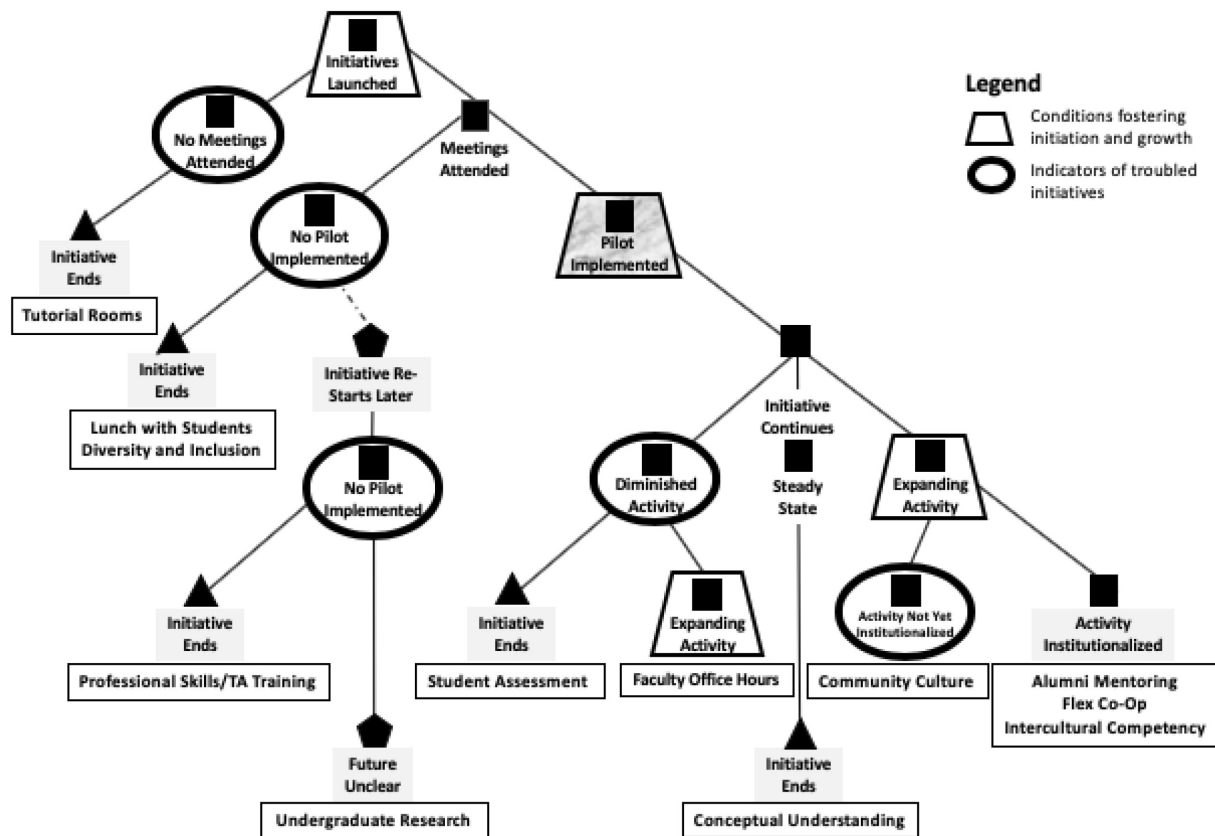 Initiatives
Launched
Legend
Conditions fostering
initiation and growth
Indicators of troubled
initiatives
No Meetings
Attended
Meetings
Attended
No Pilot
Implemented
Pilot
Implemented
Initiative
Ends
Tutorial Rooms
Initiative
Ends
Lunch with Students
Diversity and Inclusion
Initiative Re-
Starts Later
No Pilot
Implemented
Initiative
Continues
Diminished
Activity
Steady
State
Expanding
Activity
Initiative
Ends
Professional Skills/TA Training
Initiative
Ends
Student Assessment
Expanding
Activity
Faculty Office Hours
Activity Not Yet
Institutionalized
Community Culture
Activity
Institutionalized
Alumni Mentoring
Flex Co-Op
Intercultural Competency
Future
Unclear
Undergraduate Research
Initiative
Ends
Conceptual Understanding